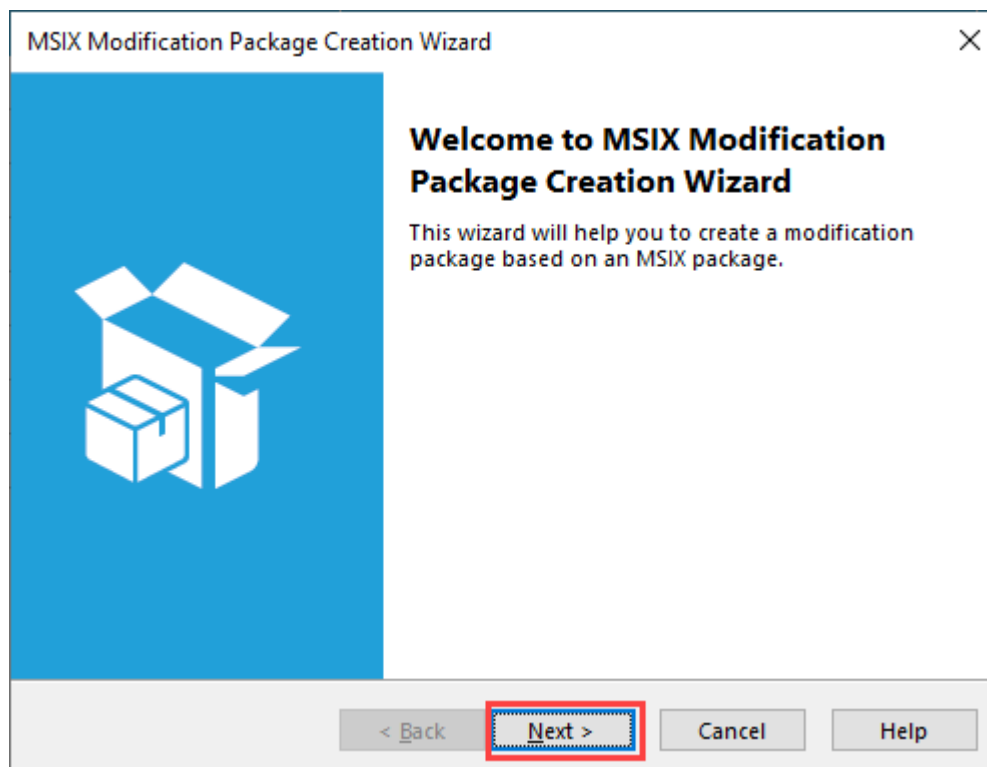 MSIX Modification Package Creation Wizard
Welcome to MSIX Modification
Package Creation Wizard
This wizard will help you to create a modification
package based on an MSIX package.
< Back
Next >
Cancel
Help